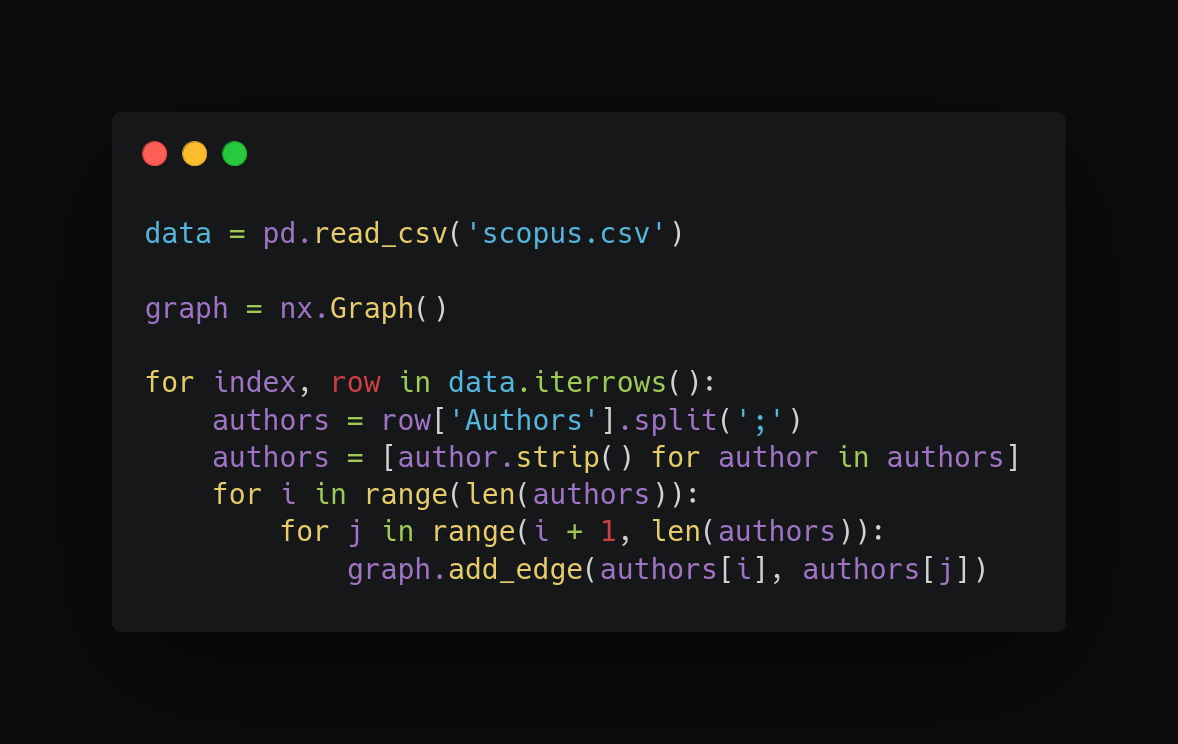 data = pd.read_csv('scopus.csv')

graph = nx.Graph()

for index, row in data.iterrows():
    authors = row['Authors'].split(';')
    authors = [author.strip() for author in authors]
    for i in range(len(authors)):
        for j in range(i + 1, len(authors)):
            graph.add_edge(authors[i], authors[j])